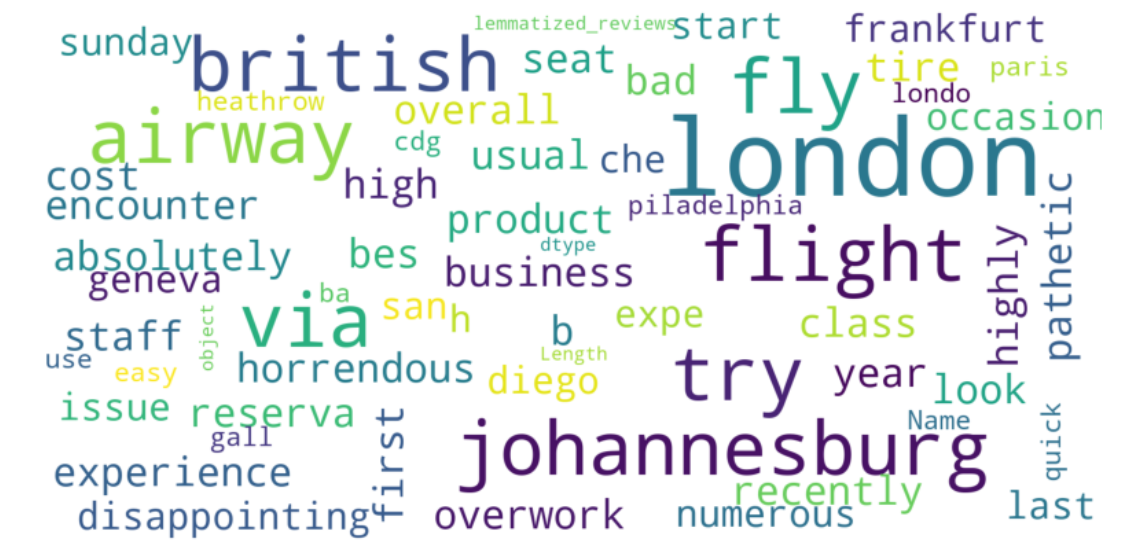 lemmatized_reviews
sunday
british
seat
start
frankfurt
bad
fly
tire
paris
heathrow
overall
londo
occasion
airway
cdg
usual
che
london
cost
high
encounter
product
piladelphia
pathetic
absolutely
bes
dtype
flight
highly
geneva
business
ba
via
san
h
b
expe
class
staff
object
use
easy
horrendous
Length
diego
try
year
look
issue
reserva
gall
first
johannesburg
Name
quick
experience
recently
disappointing
overwork
numerous
last